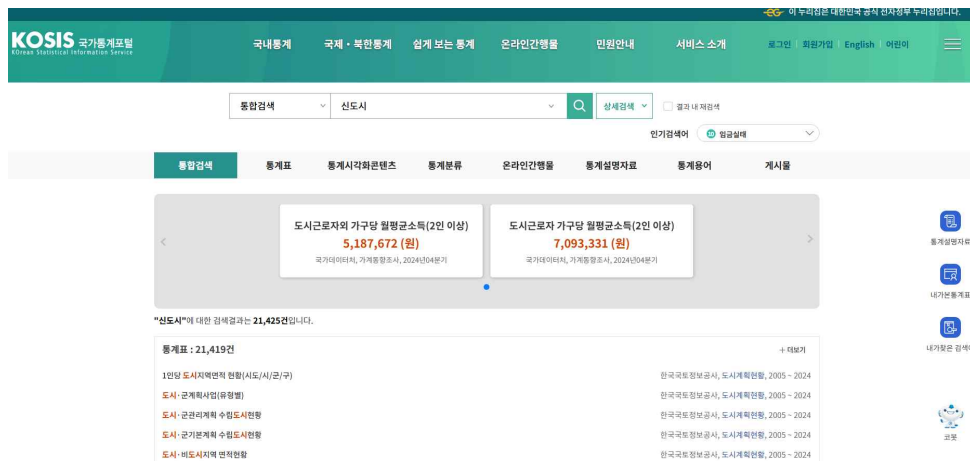 이 누리집은 대한민국 공식 전자정부 누리집입니다.
KOSIS 국가통계포털
KOrean Statistical Information Service
국내통계 국제・북한통계 쉽게 보는 통계 온라인간행물 민원안내 서비스 소개
로그인 회원가입 English 어린이
통합검색 신도시 상세검색 결과 내 재검색
인기검색어 10 임금실태
통합검색 통계표 통계시각화콘텐츠 통계분류 온라인간행물 통계설명자료 통계용어 게시물
도시근로자외 가구당 월평균소득(2인 이상)
5,187,672 (원)
국가데이터처, 가계동향조사, 2024년04분기
도시근로자 가구당 월평균소득(2인 이상)
7,093,331 (원)
국가데이터처, 가계동향조사, 2024년04분기
통계설명자료
내가본통계표
내가찾은 검색
코봇
"신도시"에 대한 검색결과는 21,425건입니다.
통계표 : 21,419건 + 더보기
1인당 도시지역면적 현황(시도/시/군/구) 한국국토정보공사, 도시계획현황, 2005 ~ 2024
도시·군계획사업(유형별) 한국국토정보공사, 도시계획현황, 2005 ~ 2024
도시·군관리계획 수립도시현황 한국국토정보공사, 도시계획현황, 2005 ~ 2024
도시·군기본계획 수립도시현황 한국국토정보공사, 도시계획현황, 2005 ~ 2024
도시·비도시지역 면적현황 한국국토정보공사, 도시계획현황, 2005 ~ 2024